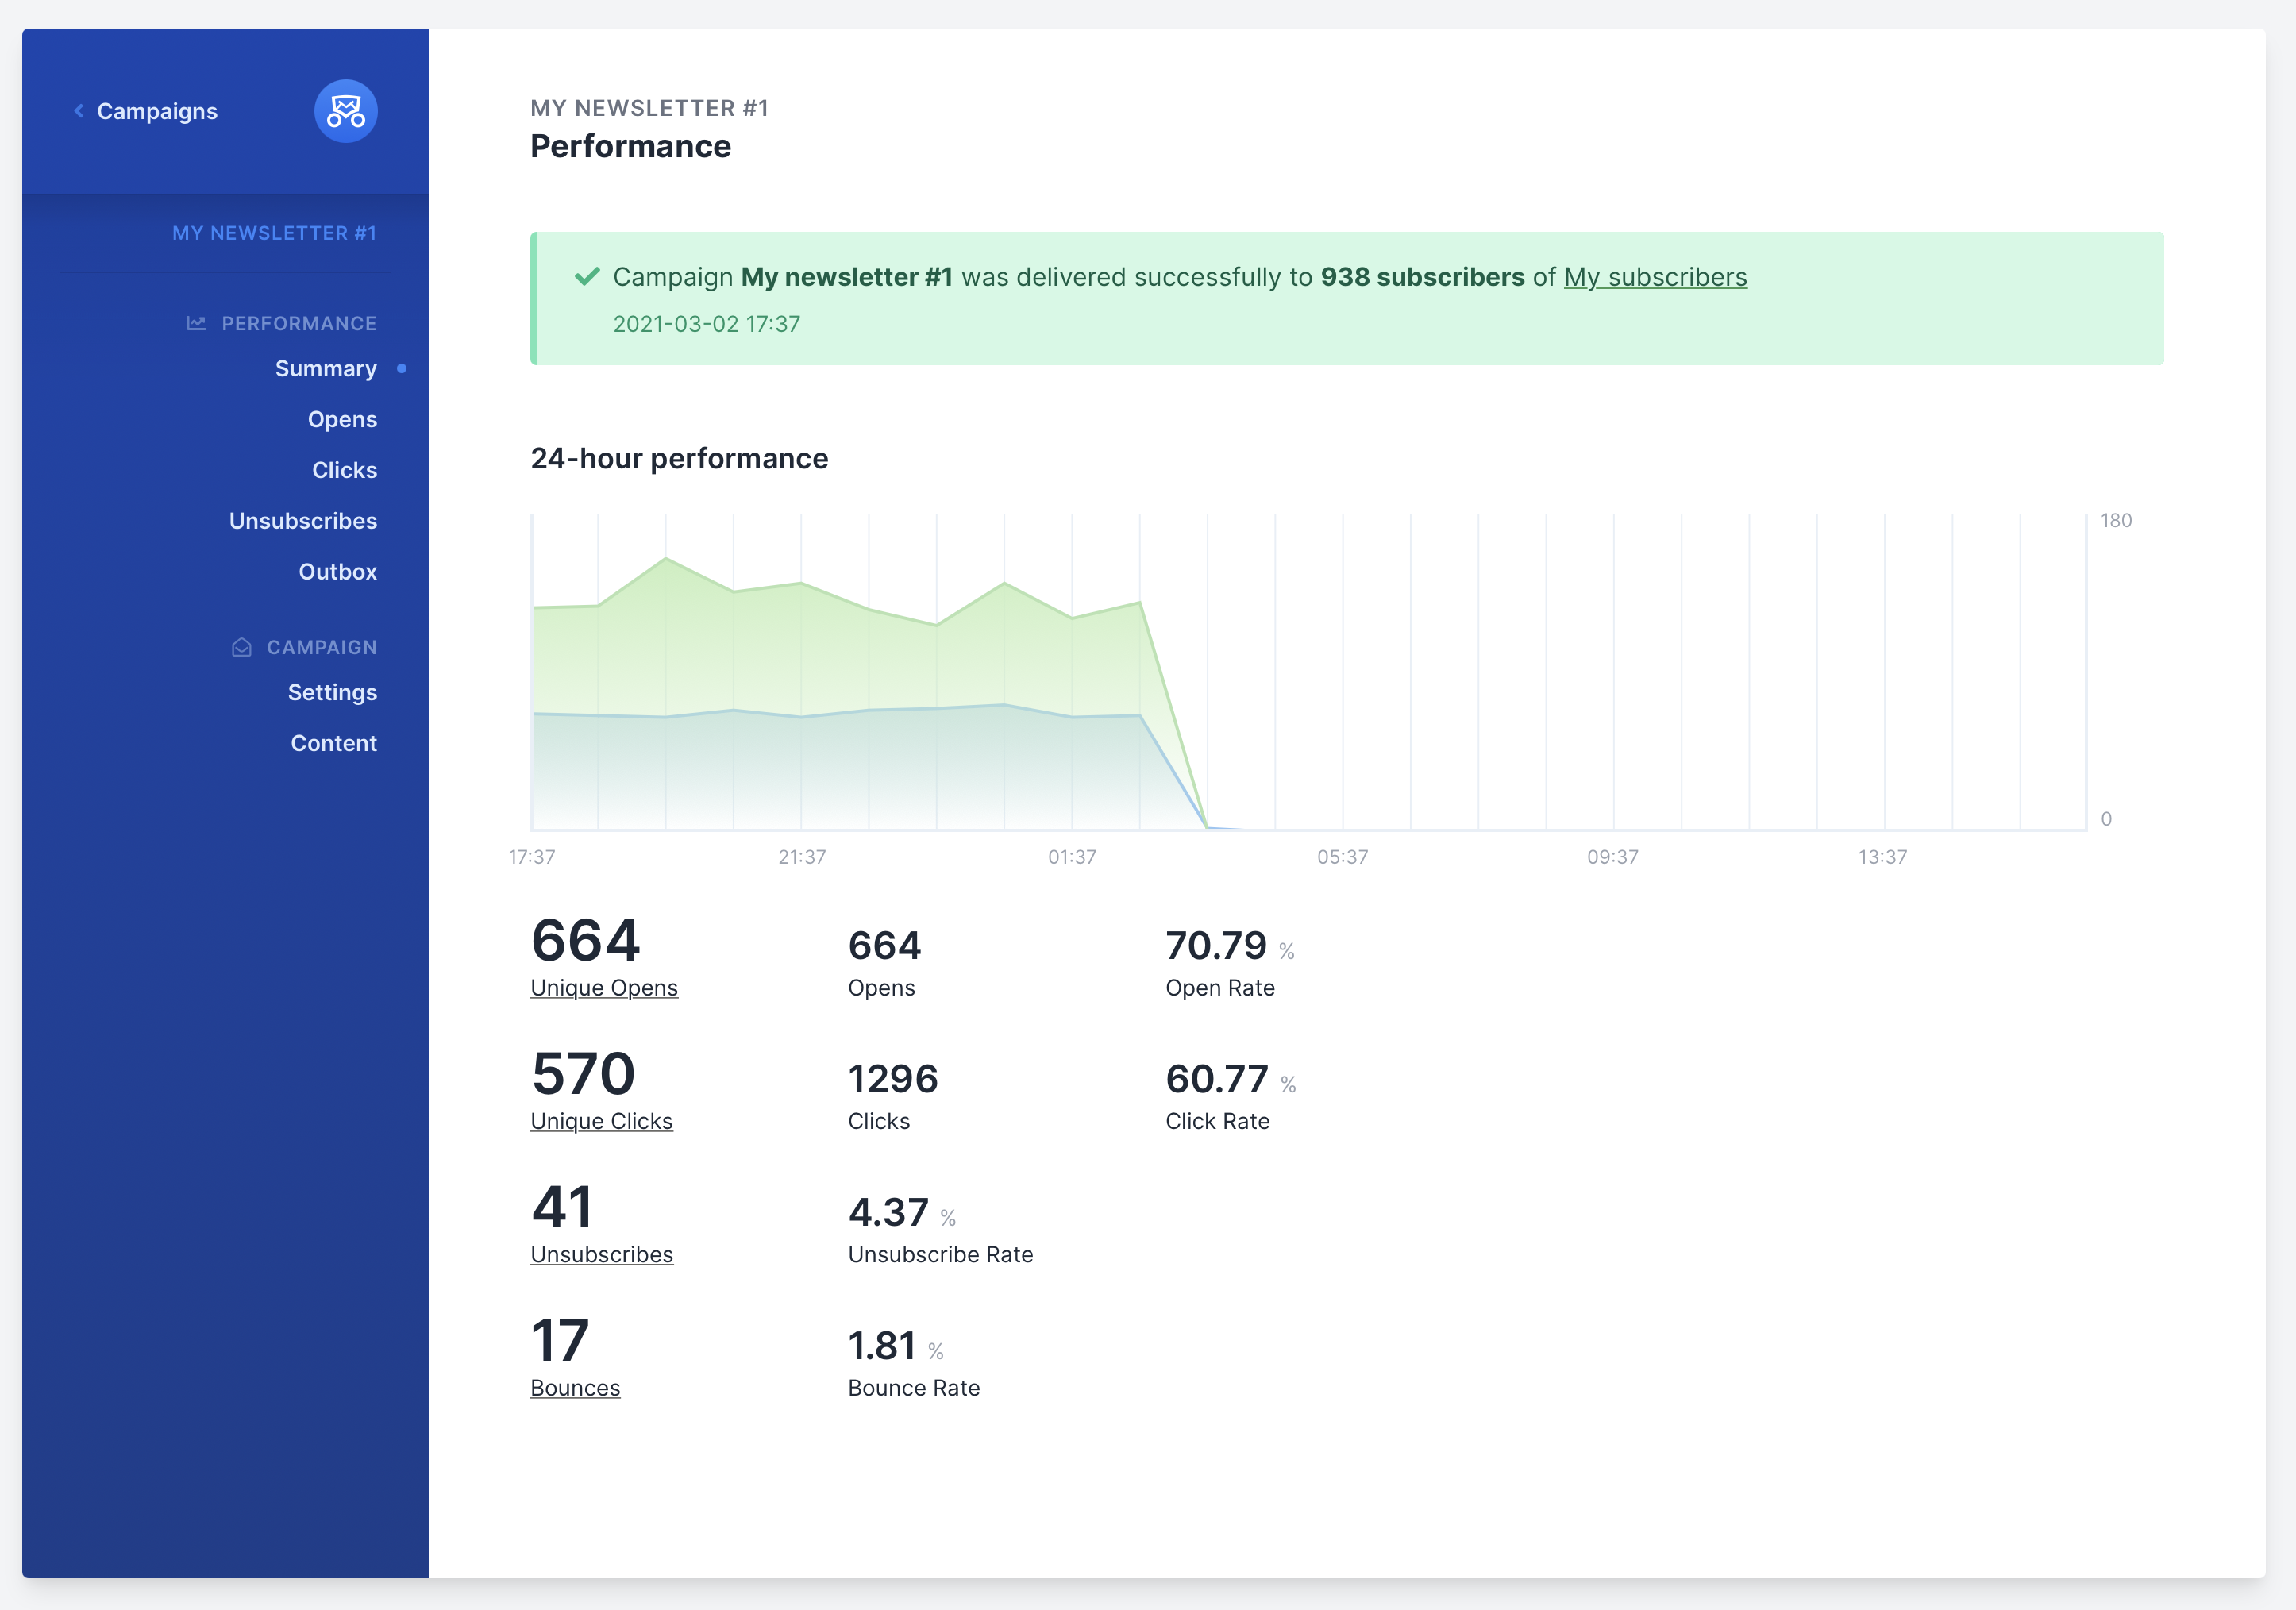 Campaigns
MY NEWSLETTER #1
PERFORMANCE
Summary
Opens
Clicks
Unsubscribes
Outbox
CAMPAIGN
Settings
Content
MY NEWSLETTER #1
Performance
Campaign My newsletter #1 was delivered successfully to 938 subscribers of My subscribers
2021-03-02 17:37
24-hour performance
180
0
17:37 21:37 01:37 05:37 09:37 13:37
664 664 70.79 %
Unique Opens Opens Open Rate
570 1296 60.77 %
Unique Clicks Clicks Click Rate
41 4.37 %
Unsubscribes Unsubscribe Rate
17 1.81 %
Bounces Bounce Rate